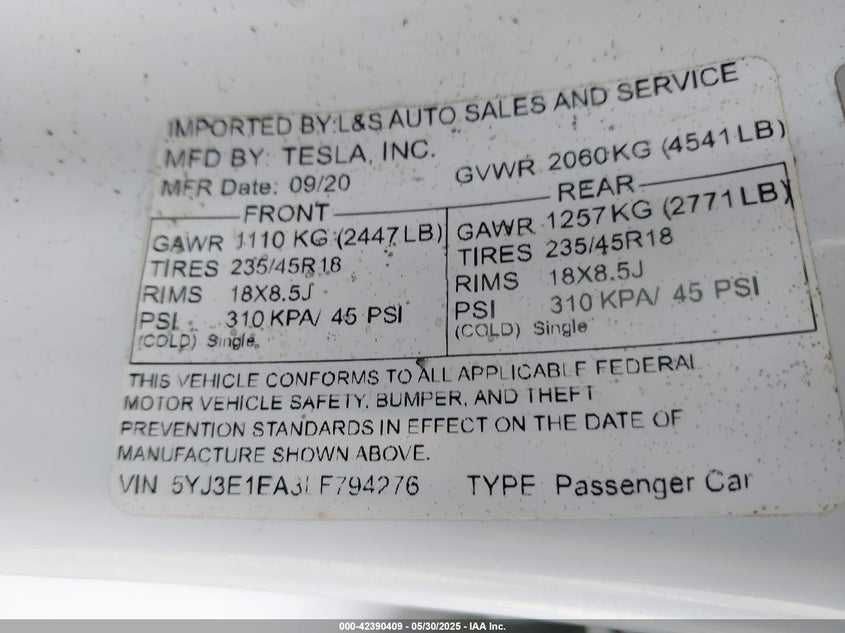 IMPORTED BY:L&S AUTO SALES AND SERVICE
MFD BY: TESLA, INC.
MFR Date: 09/20
GVWR 2060KG (4541LB)
FRONT
GAWR 1110 KG (2447LB)
TIRES 235/45R18
RIMS 18X8.5J
PSI 310 KPA/ 45 PSI
(COLD) Single
REAR
GAWR 1257KG (2771LB)
TIRES 235/45R18
RIMS 18X8.5J
PSI 310 KPA/ 45 PSI
(COLD) Single
THIS VEHICLE CONFORMS TO ALL APPLICABLE FEDERAL
MOTOR VEHICLE SAFETY, BUMPER, AND THEFT
PREVENTION STANDARDS IN EFFECT ON THE DATE OF
MANUFACTURE SHOWN ABOVE.
VIN 5YJ3E1EA3LF794276 TYPE Passenger Car
000-42390409 - 05/30/2025 - IAA Inc.